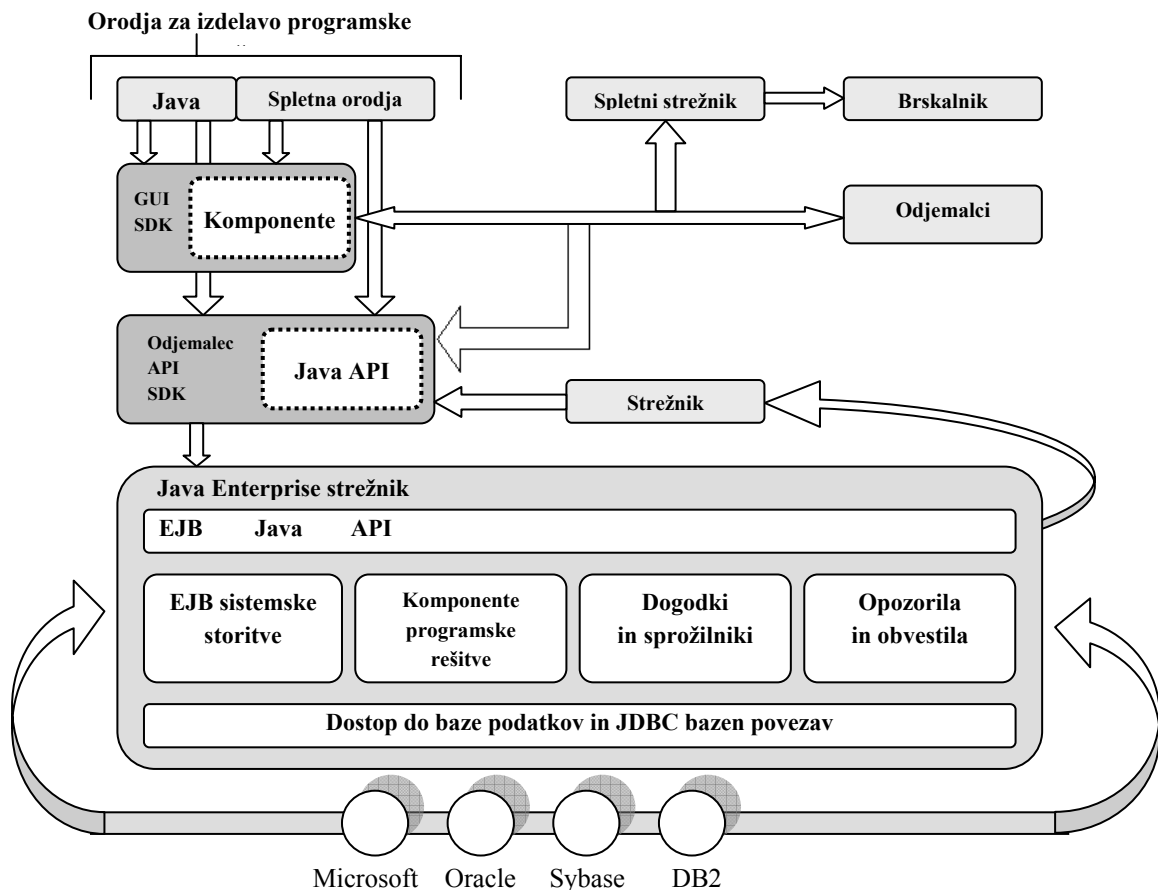 Orodja za izdelavo programske
Java
Spletna orodja
Spletni strežnik
Brskalnik
GUI
SDK
Komponente
Odjemalci
Odjemalec
API
SDK
Java API
Strežnik
Java Enterprise strežnik
EJB Java API
EJB sistemske
storitve
Komponente
programske
rešitve
Dogodki
in sprožilniki
Opozorila
in obvestila
Dostop do baze podatkov in JDBC bazen povezav
Microsoft Oracle Sybase DB2